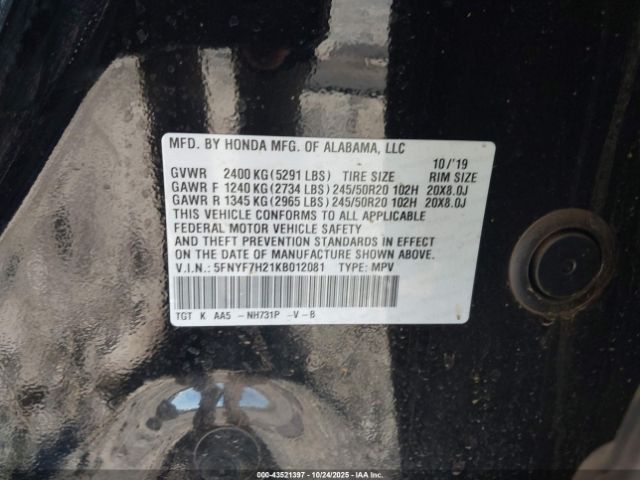 MFD. BY HONDA MFG. OF ALABAMA, LLC
10/'19
GVWR 2400 KG(5291 LBS) TIRE SIZE RIM SIZE
GAWR F 1240 KG(2734 LBS) 245/50R20 102H 20X8.0J
GAWR R 1345 KG(2965 LBS) 245/50R20 102H 20X8.0J
THIS VEHICLE CONFORMS TO ALL APPLICABLE
FEDERAL MOTOR VEHICLE SAFETY
AND THEFT PREVENTION STANDARDS IN EFFECT
ON THE DATE OF MANUFACTURE SHOWN ABOVE.
V.I.N.: 5FNYF7H21KB012081 TYPE: MPV
TGT K AA5 -NH731P -V-B
00-43521397 - 10/24/2025 - Copyright © IAA, LLC.